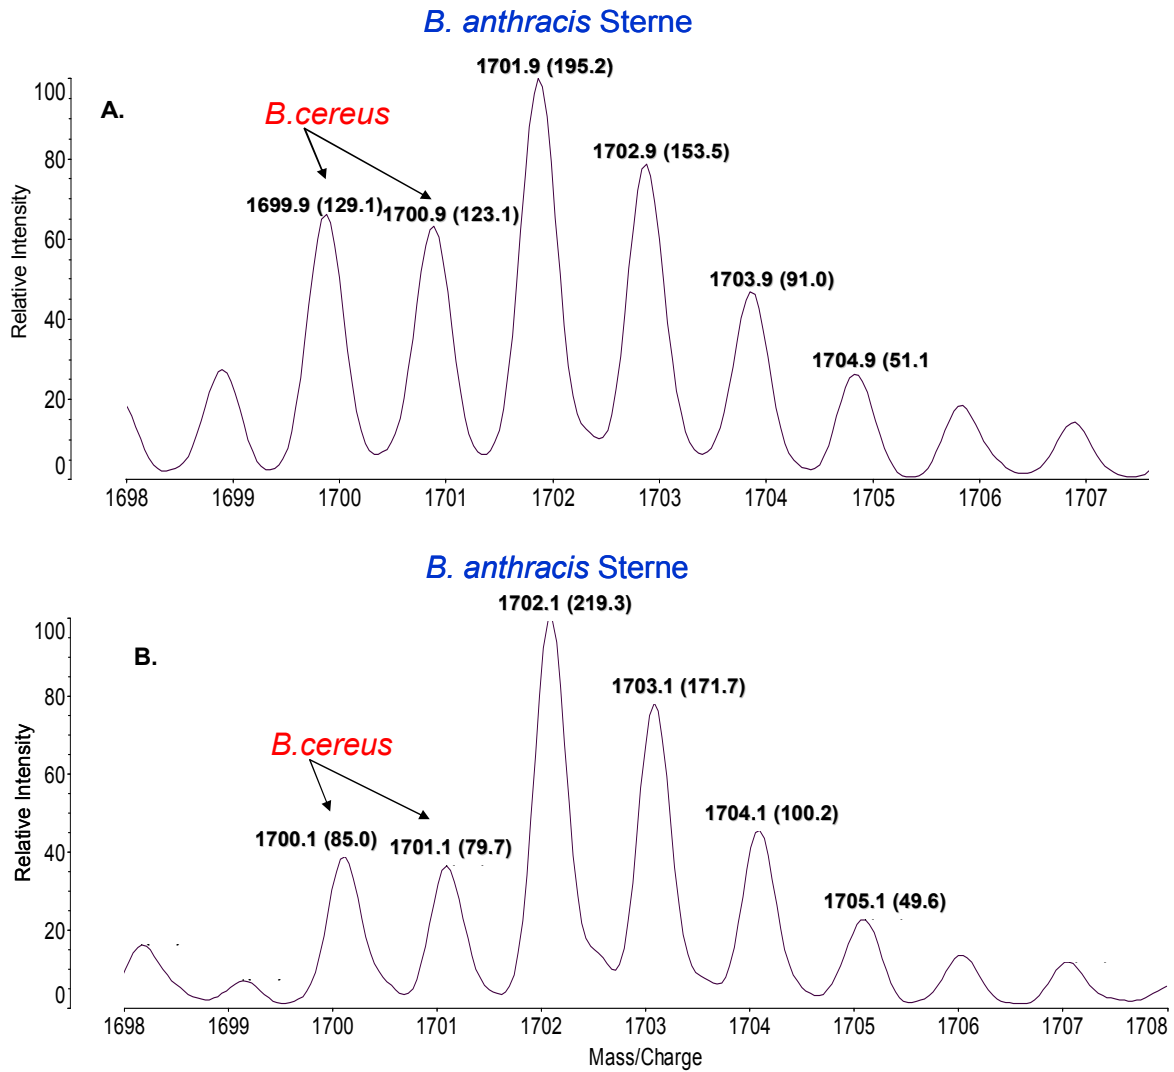 B. anthracis Sterne
1701.9 (195.2)
A.
B.cereus
1702.9 (153.5)
1699.9 (129.1)
1700.9 (123.1)
1703.9 (91.0)
1704.9 (51.1
Relative Intensity
100
80
60
40
20
0
1698 1699 1700 1701 1702 1703 1704 1705 1706 1707
B. anthracis Sterne
1702.1 (219.3)
B.
1703.1 (171.7)
B.cereus
1704.1 (100.2)
1700.1 (85.0)
1701.1 (79.7)
1705.1 (49.6)
Relative Intensity
100
80
60
40
20
0
1698 1699 1700 1701 1702 1703 1704 1705 1706 1707 1708
Mass/Charge